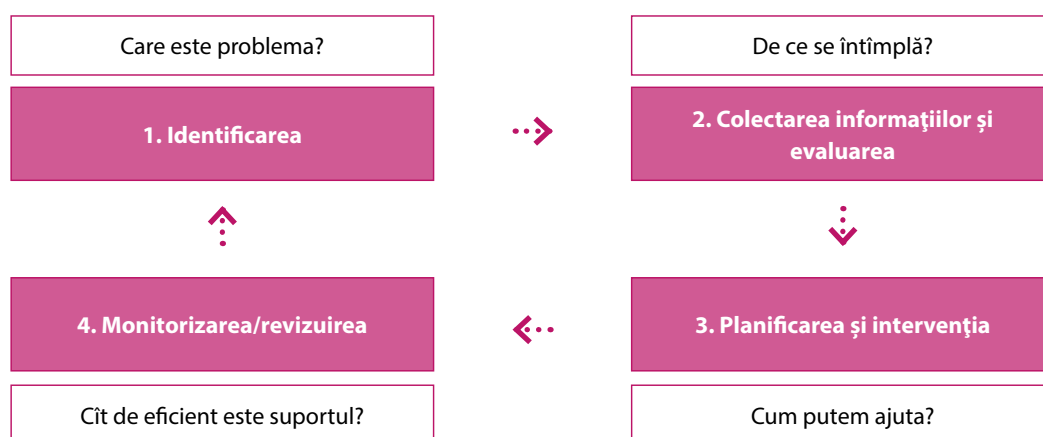 Care este problema?
De ce se întîmplă?
1. Identificarea
2. Colectarea informaţiilor și
evaluarea
4. Monitorizarea/revizuirea
3. Planificarea și intervenţia
Cît de eficient este suportul?
Cum putem ajuta?